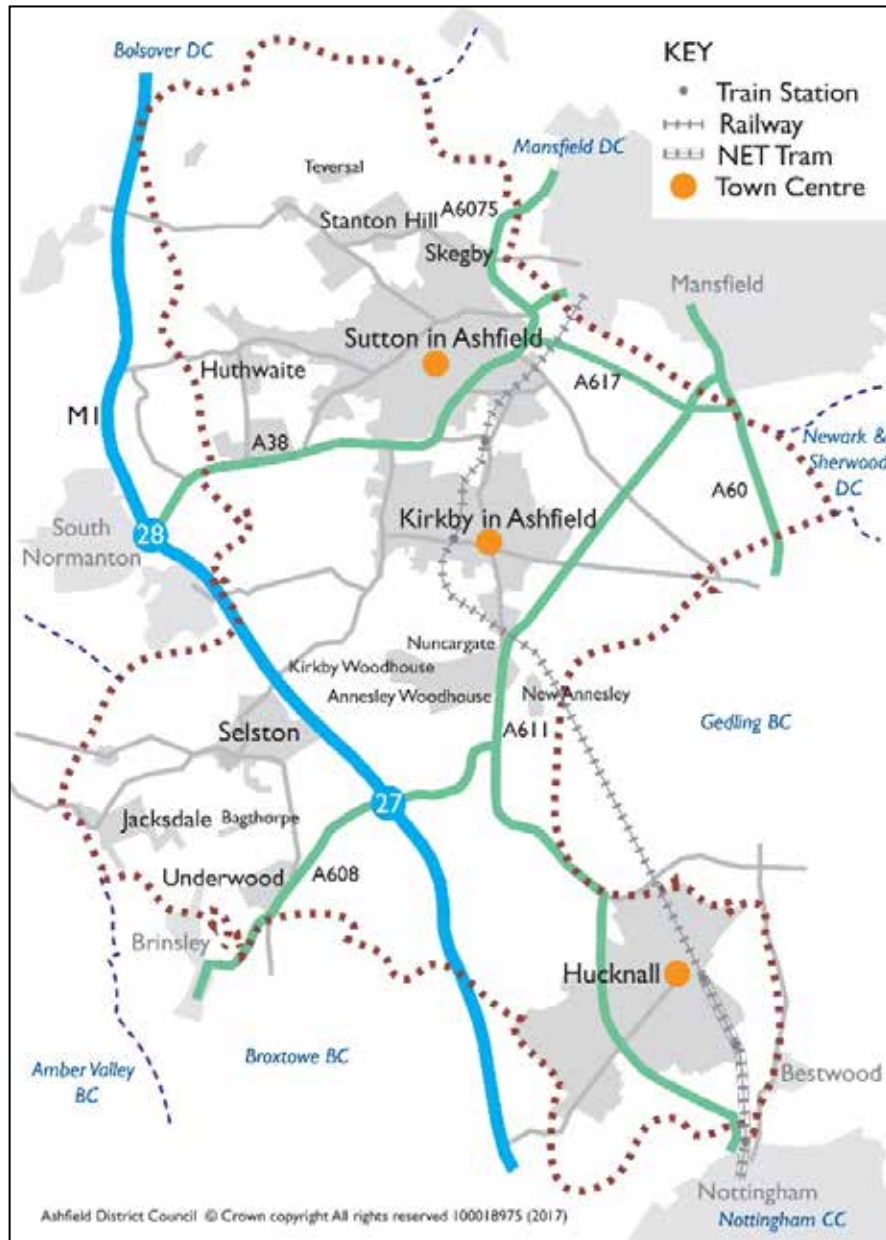 Bolsover DC
KEY
Train Station
Railway
NET Tram
Town Centre
Mansfield DC
Teversal
A6075
Stanton Hill
Skegby
Mansfield
Sutton in Ashfield
Huthwaite
A617
M1
A38
Newark &
Sherwood
DC
A60
South
Normanton
28
Kirkby in Ashfield
Nuncargate
Kirkby Woodhouse
Annesley Woodhouse
New Annesley
Selston
A611
Gedling BC
27
Jacksdale
Bagthorpe
Underwood
A608
Brinsley
Hucknall
Amber Valley
BC
Broxtowe BC
Bestwood
Nottingham
Nottingham CC
Ashfield District Council © Crown copyright All rights reserved 100018975 (2017)